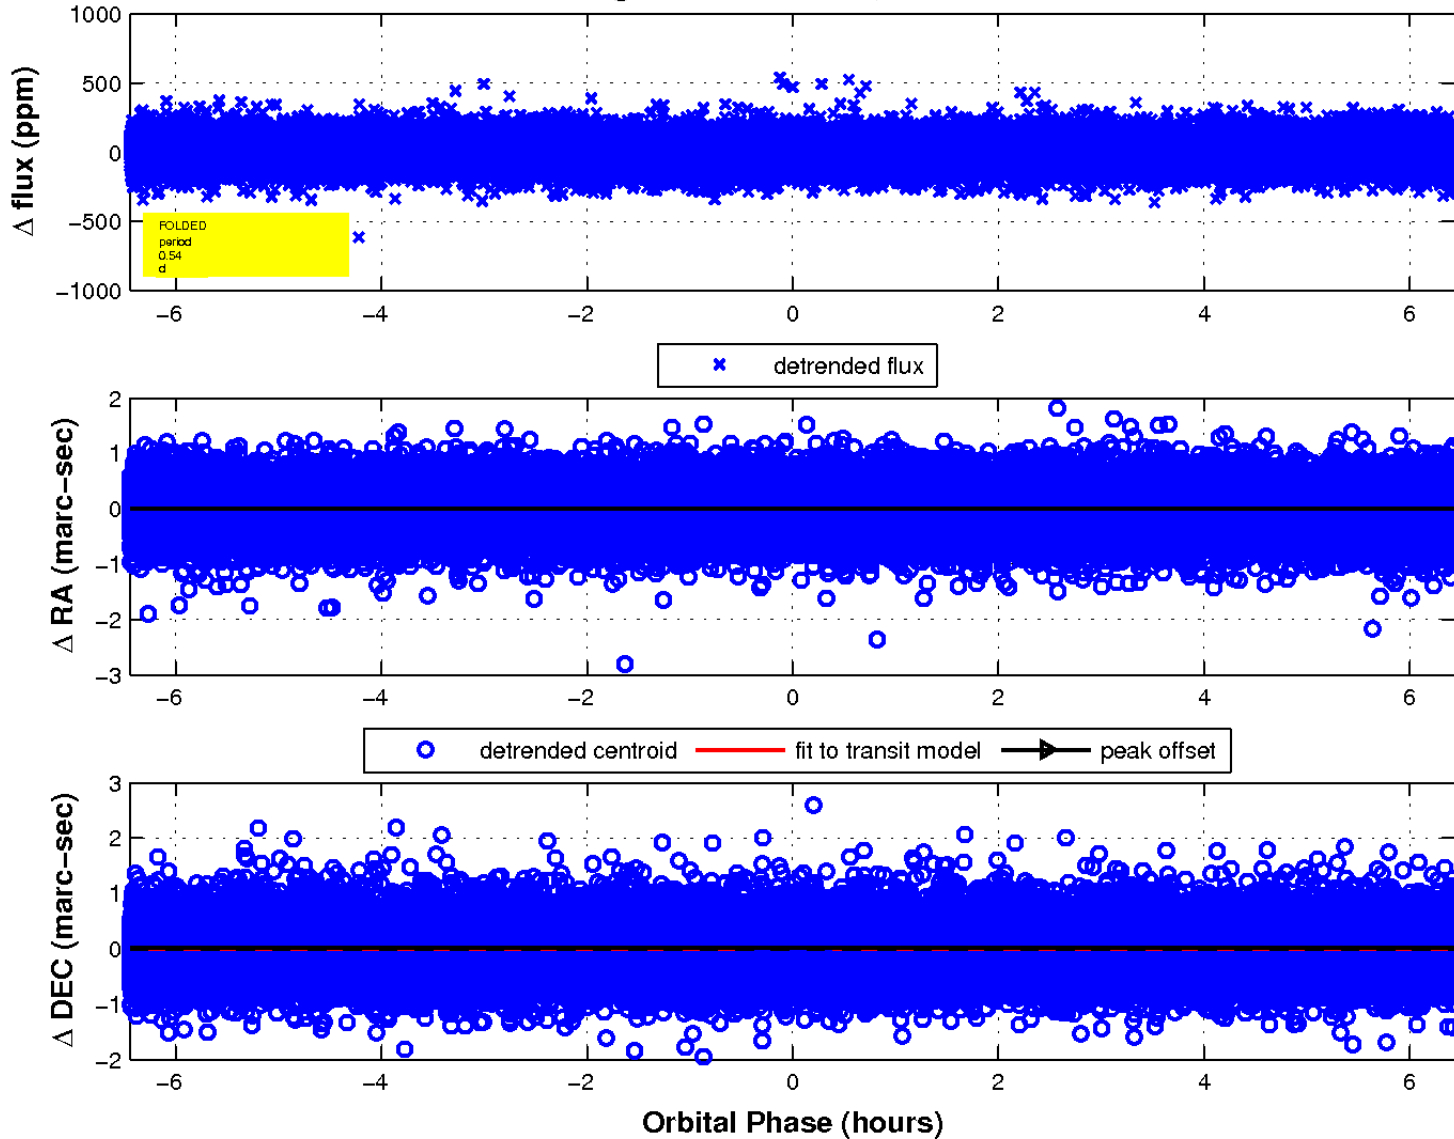 1000
500
0
−500
−1000
Δ flux (ppm)
FOLDED
period
0.54
d
−6 −4 −2 0 2 4 6
detrended flux
2
1
0
−1
−2
−3
Δ RA (marc−sec)
−6 −4 −2 0 2 4 6
detrended centroid fit to transit model peak offset
3
2
1
0
−1
−2
Δ DEC (marc−sec)
−6 −4 −2 0 2 4 6
Orbital Phase (hours)